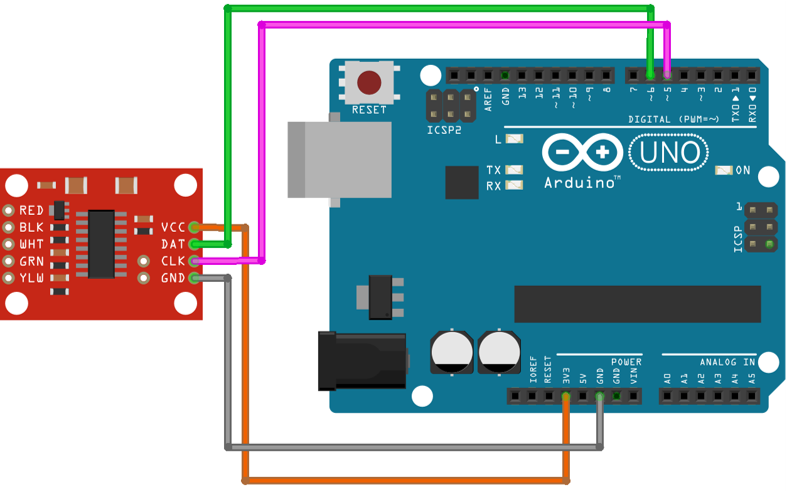 RED
BLK
WHT
GRN
YLW
VCC
DAT
CLK
GND
RESET
ICSP2
AREF
GND
13
12
~11
~10
~9
8
7
~6
~5
4
~3
2
TX0▶1
RX0◀0
DIGITAL (PWM=~)
L
TX
RX
Arduino™
UNO
ON
1
ICSP
POWER
ANALOG IN
IOREF
RESET
3V3
5V
GND
GND
VIN
A0
A1
A2
A3
A4
A5